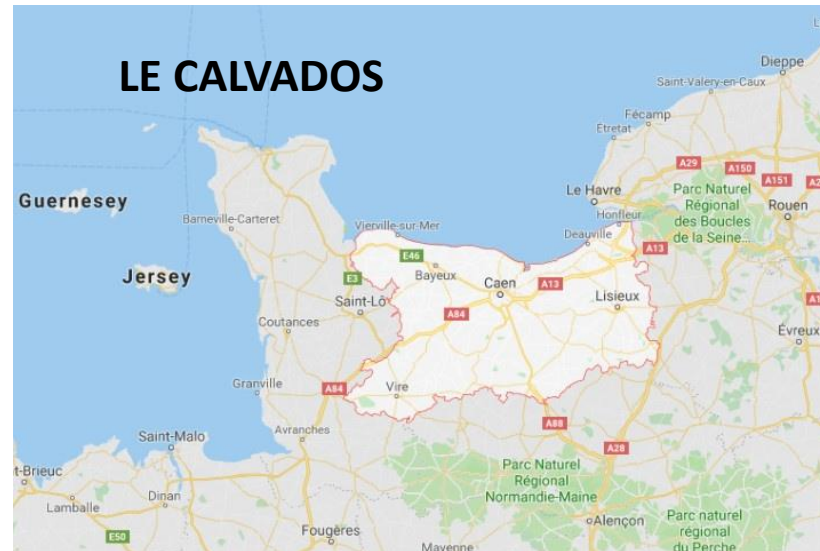 LE CALVADOS
Dieppe
Saint-Valery-en-Caux
Fécamp
Étretat
A29
A150
A151
Guernesey
Le Havre
Parc Naturel
Régional
des Boucles
de la Seine...
Rouen
Barneville-Carteret
Honfleur
Vierville-sur-Mer
Deauville
A13
E46
Bayeux
Jersey
E3
Caen
A13
Saint-Lô
Lisieux
A84
Coutances
Évreux
Granville
A84
Vire
Avranches
A88
Saint-Malo
A28
t-Brieuc
Parc Naturel
Régional
Normandie-Maine
Lamballe
Dinan
Alençon
Parc naturel
régional
du Perche
E50
Fougères
Mayenne